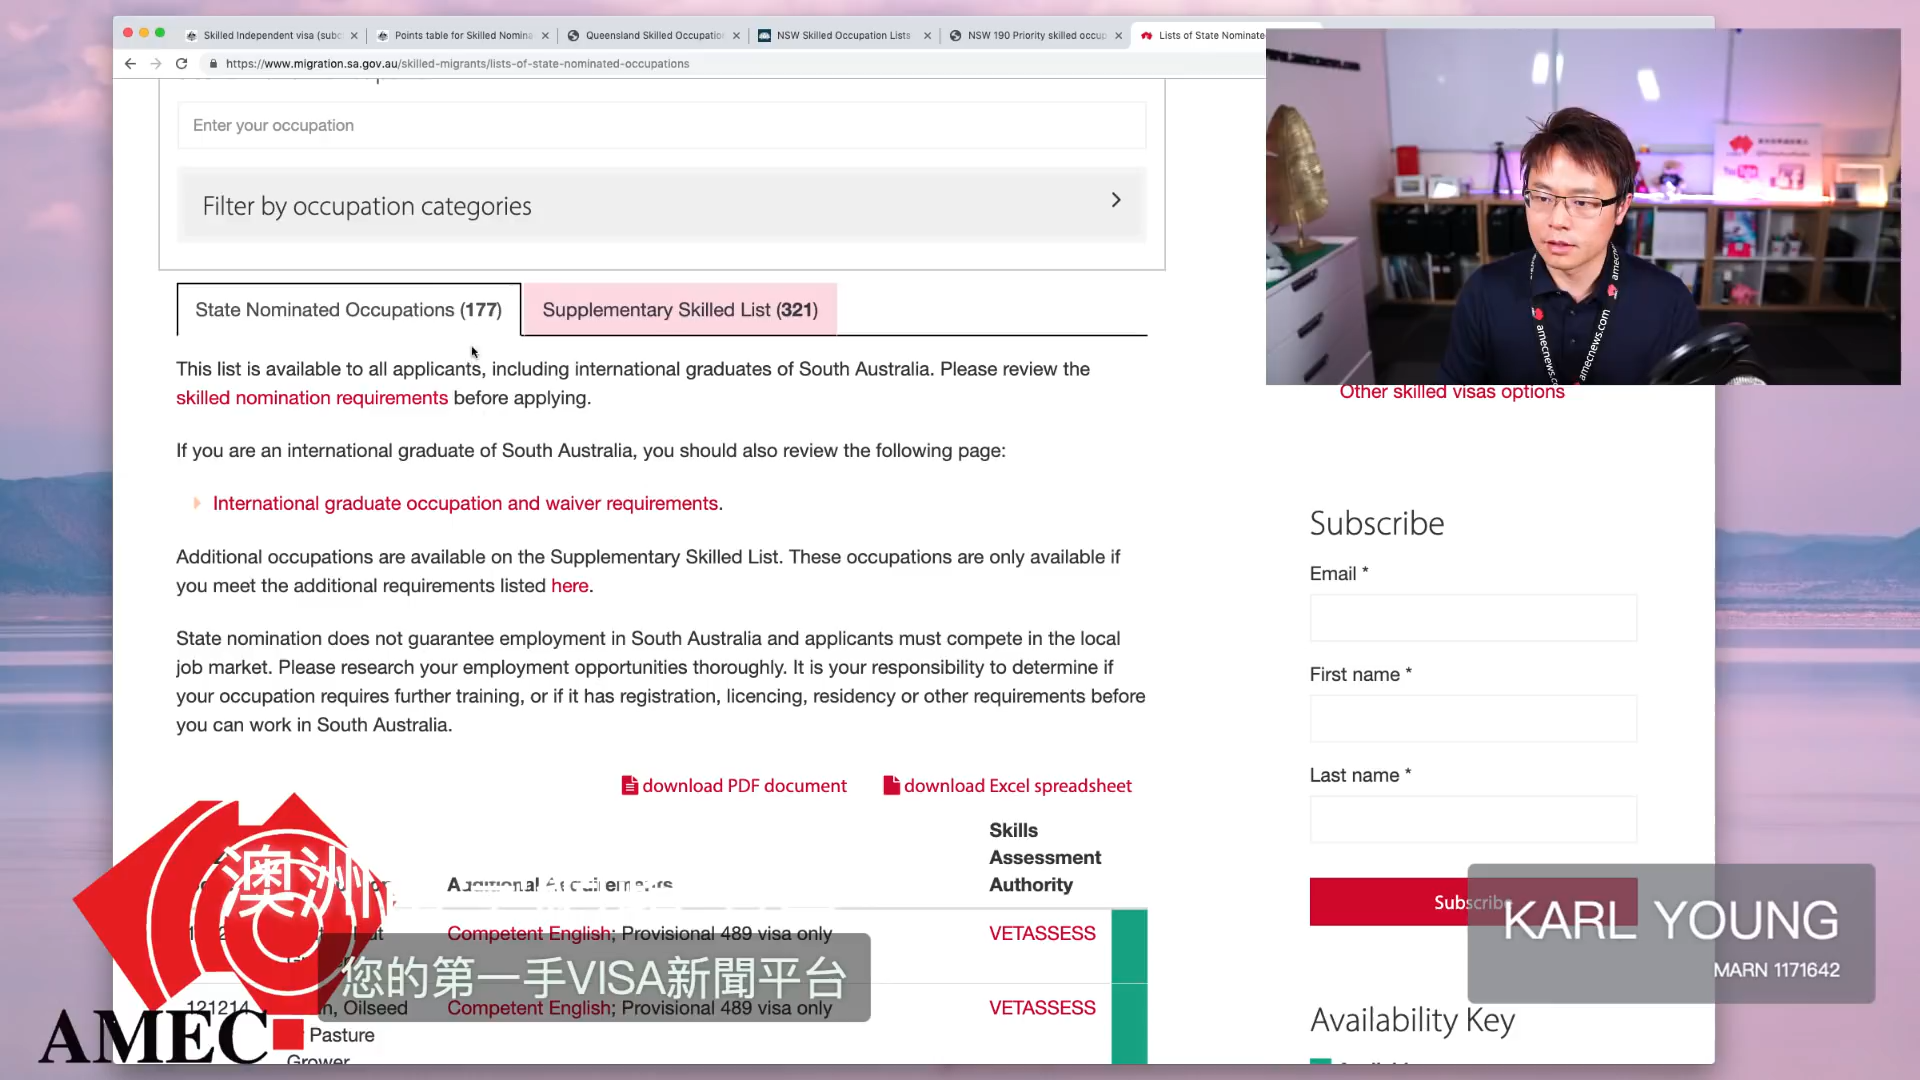 Skilled Independent visa (subc
Points table for Skilled Nomina
Queensland Skilled Occupatio
NSW Skilled Occupation Lists
NSW 190 Priority skilled occup
Lists of State Nominate
https://www.migration.sa.gov.au/skilled-migrants/lists-of-state-nominated-occupations
Enter your occupation
Filter by occupation categories
State Nominated Occupations (177)
Supplementary Skilled List (321)
This list is available to all applicants, including international graduates of South Australia. Please review the
skilled nomination requirements before applying.
If you are an international graduate of South Australia, you should also review the following page:
International graduate occupation and waiver requirements.
Additional occupations are available on the Supplementary Skilled List. These occupations are only available if
you meet the additional requirements listed here.
State nomination does not guarantee employment in South Australia and applicants must compete in the local
job market. Please research your employment opportunities thoroughly. It is your responsibility to determine if
your occupation requires further training, or if it has registration, licencing, residency or other requirements before
you can work in South Australia.
download PDF document
download Excel spreadsheet
Skills
Assessment
Authority
Additional Requirements
Competent English; Provisional 489 visa only
VETASSESS
121214
n, Oilseed
Pasture
Grower
Competent English; Provisional 489 visa only
VETASSESS
澳洲
您的第一手VISA新聞平台
AMEC
amecnews.com
amecnews.com
Other skilled visas options
Subscribe
Email *
First name *
Last name *
Subscribe
KARL YOUNG
MARN 1171642
Availability Key